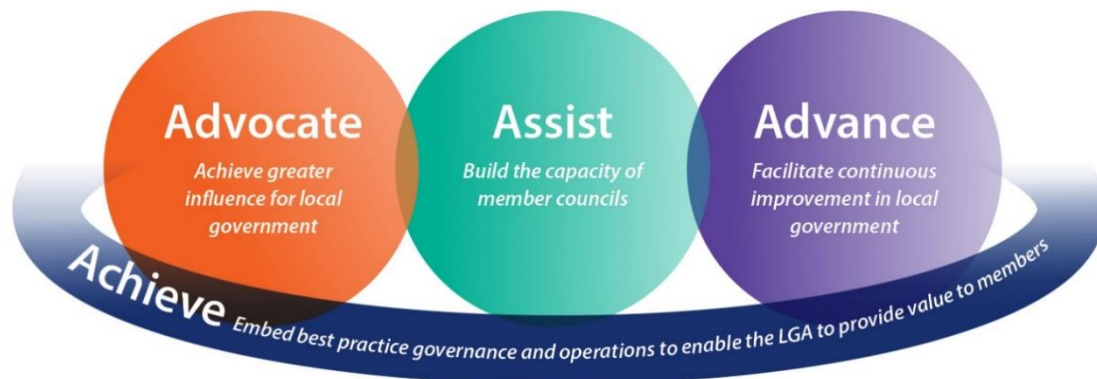 Advocate
Achieve greater
influence for local
government
Assist
Build the capacity of
member councils
Advance
Facilitate continuous
improvement in local
government
Achieve Embed best practice governance and operations to enable the LGA to provide value to members